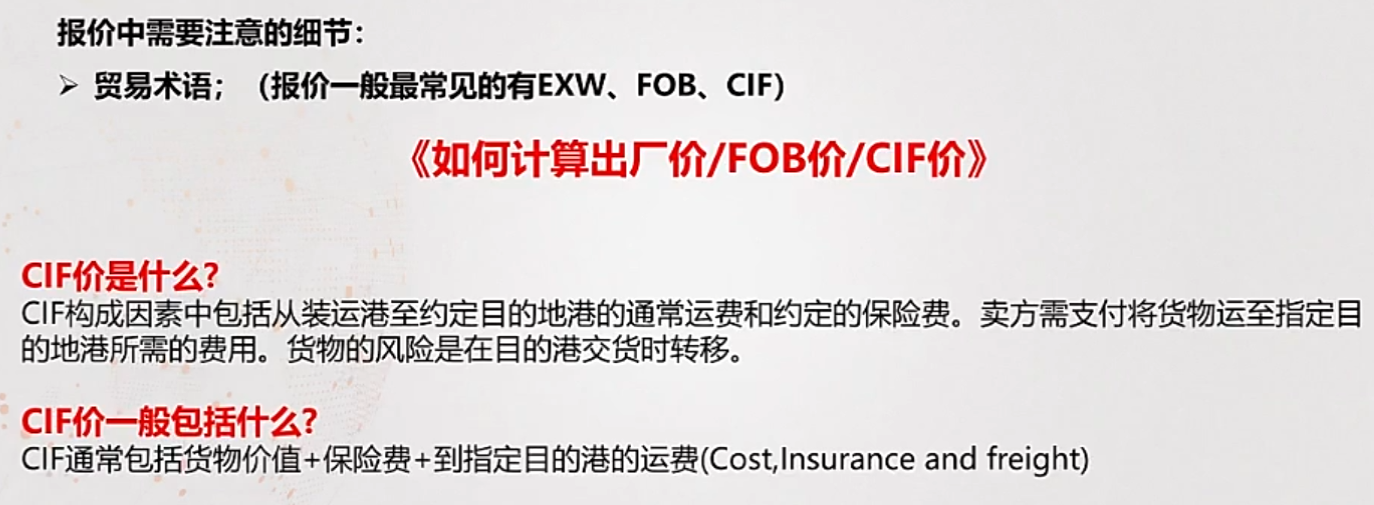 报价中需要注意的细节：
➢ 贸易术语；（报价一般最常见的有EXW、FOB、CIF）
《如何计算出厂价/FOB价/CIF价》
CIF价是什么?
CIF构成因素中包括从装运港至约定目的地港的通常运费和约定的保险费。卖方需支付将货物运至指定目
的地港所需的费用。货物的风险是在目的港交货时转移。
CIF价一般包括什么?
CIF通常包括货物价值+保险费+到指定目的港的运费(Cost,Insurance and freight)